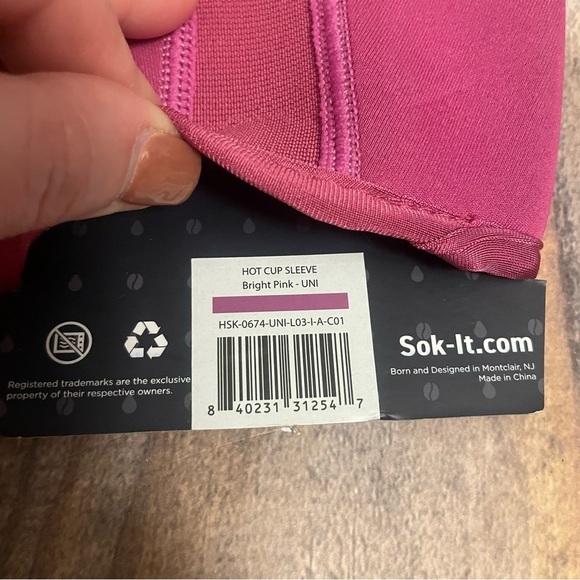 HOT CUP SLEEVE
Bright Pink - UNI
HSK-0674-UNI-L03-I-A-C01
8 40231 31254 7
Registered trademarks are the exclusive
property of their respective owners.
Sok-It.com
Born and Designed in Montclair, NJ
Made in China